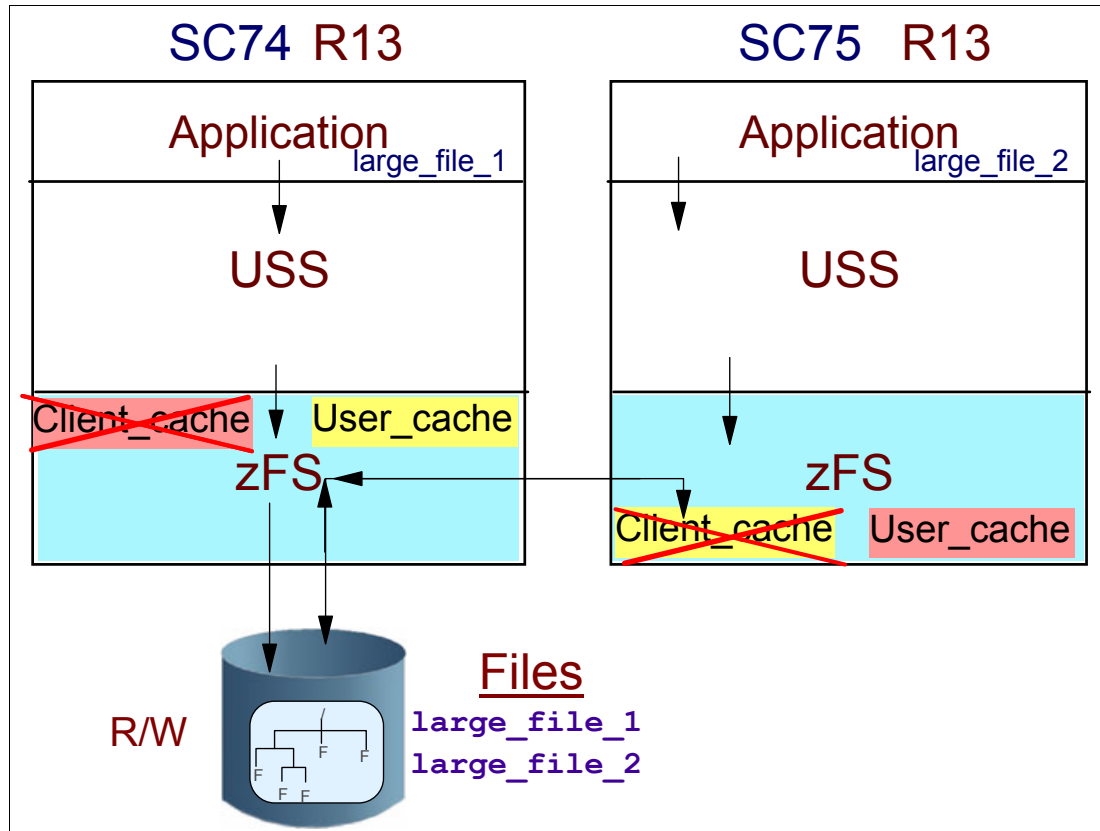 SC74 R13
SC75 R13
Application
large_file_1
Application
large_file_2
USS
USS
Client_cache
User_cache
zFS
zFS
Client_cache
User_cache
Files
R/W
large_file_1
large_file_2
/
F
F
F
F
F